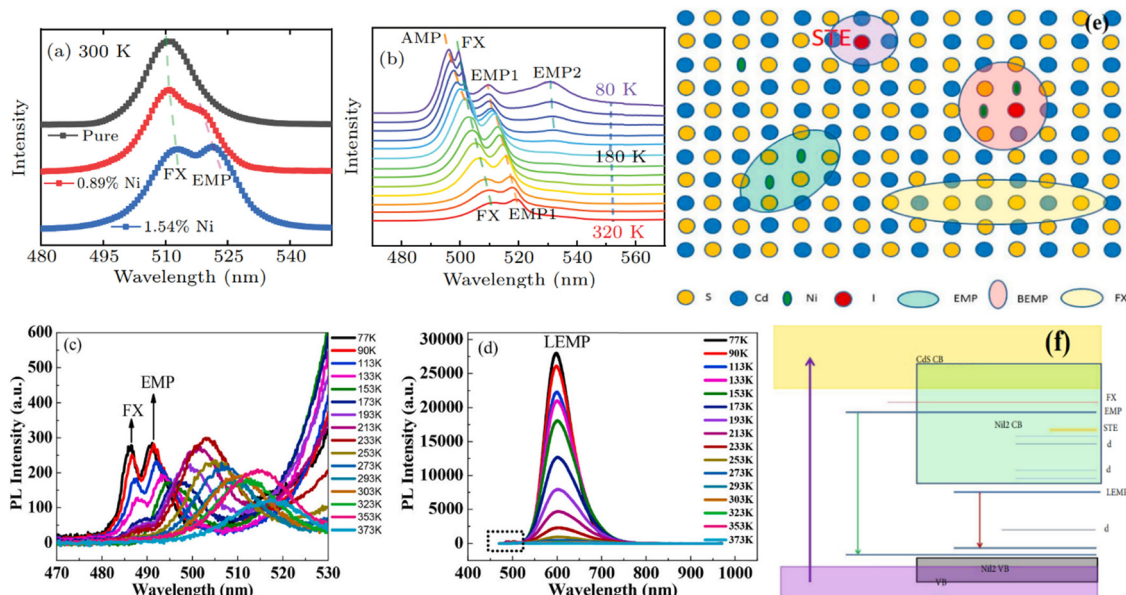 (a) 300 K
Pure
0.89% Ni
1.54% Ni
FX
EMP
Intensity
480 495 510 525 540
Wavelength (nm)
(b)
AMP
FX
EMP1
EMP2
80 K
180 K
FX
EMP1
320 K
Intensity
480 500 520 540 560
Wavelength (nm)
(e)
STE
S Cd Ni I EMP BEMP FX
(c)
FX
EMP
PL Intensity (a.u.)
600
500
400
300
200
100
0
470 480 490 500 510 520 530
Wavelength (nm)
77K
90K
113K
133K
153K
173K
193K
213K
233K
253K
273K
293K
303K
323K
353K
373K
(d)
LEMP
PL Intensity (a.u.)
30000
25000
20000
15000
10000
5000
0
400 500 600 700 800 900 1000
Wavelength (nm)
77K
90K
113K
133K
153K
173K
193K
213K
233K
253K
273K
293K
303K
323K
353K
373K
(f)
CdS CB
FX
EMP
NiI2 CB
STE
d
d
LEMP
d
NiI2 VB
VB